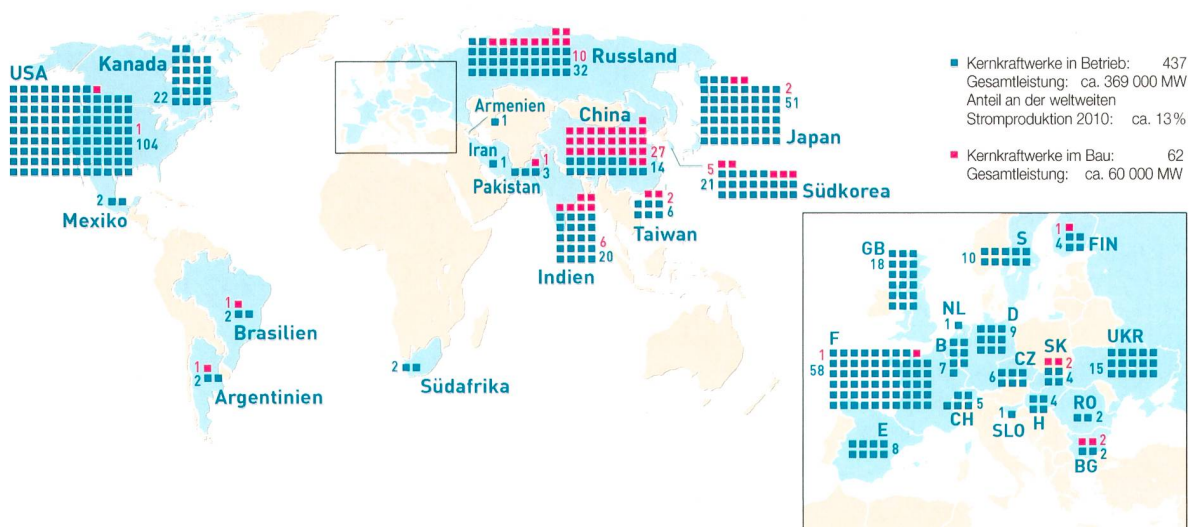 USA
1
104
Kanada
22
Mexiko
2
Brasilien
1
2
Argentinien
1
2
Südafrika
2
Russland
10
32
Armenien
1
Iran
1
Pakistan
1
3
Indien
6
20
China
27
14
Japan
2
51
Südkorea
5
21
Taiwan
2
6
Kernkraftwerke in Betrieb: 437
Gesamtleistung: ca. 369 000 MW
Anteil an der weltweiten
Stromproduktion 2010: ca. 13 %
Kernkraftwerke im Bau: 62
Gesamtleistung: ca. 60 000 MW
GB
18
S
10
FIN
1
4
NL
1
D
9
B
7
F
1
58
CZ
6
SK
2
4
UKR
15
CH
5
SLO
1
H
4
RO
2
BG
2
2
E
8